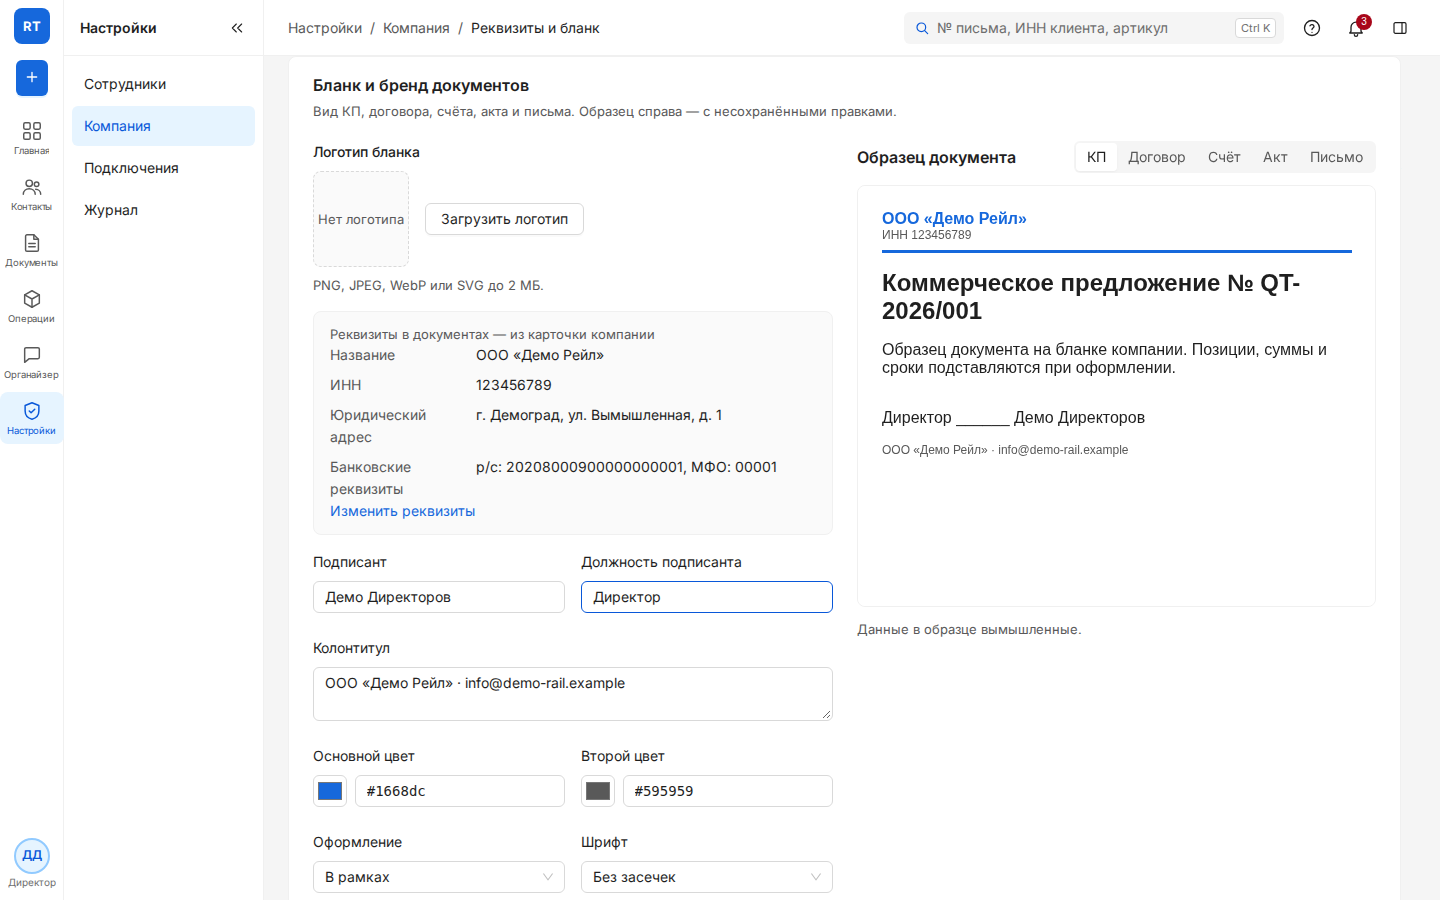 RT
Настройки
Настройки / Компания / Реквизиты и бланк
№ письма, ИНН клиента, артикул
Ctrl K
3
Главная
Контакты
Документы
Операции
Органайзер
Настройки
ДД
Директор
Сотрудники
Компания
Подключения
Журнал
Бланк и бренд документов
Вид КП, договора, счёта, акта и письма. Образец справа — с несохранёнными правками.
Логотип бланка
Нет логотипа
Загрузить логотип
PNG, JPEG, WebP или SVG до 2 МБ.
Реквизиты в документах — из карточки компании
Название ООО «Демо Рейл»
ИНН 123456789
Юридический адрес г. Демоград, ул. Вымышленная, д. 1
Банковские реквизиты р/с: 20208000900000000001, МФО: 00001
Изменить реквизиты
Подписант
Демо Директоров
Должность подписанта
Директор
Колонтитул
ООО «Демо Рейл» · info@demo-rail.example
Основной цвет
#1668dc
Второй цвет
#595959
Оформление
В рамках
Шрифт
Без засечек
Образец документа
КП Договор Счёт Акт Письмо
ООО «Демо Рейл»
ИНН 123456789
Коммерческое предложение № QT-
2026/001
Образец документа на бланке компании. Позиции, суммы и
сроки подставляются при оформлении.
Директор ______ Демо Директоров
ООО «Демо Рейл» · info@demo-rail.example
Данные в образце вымышленные.